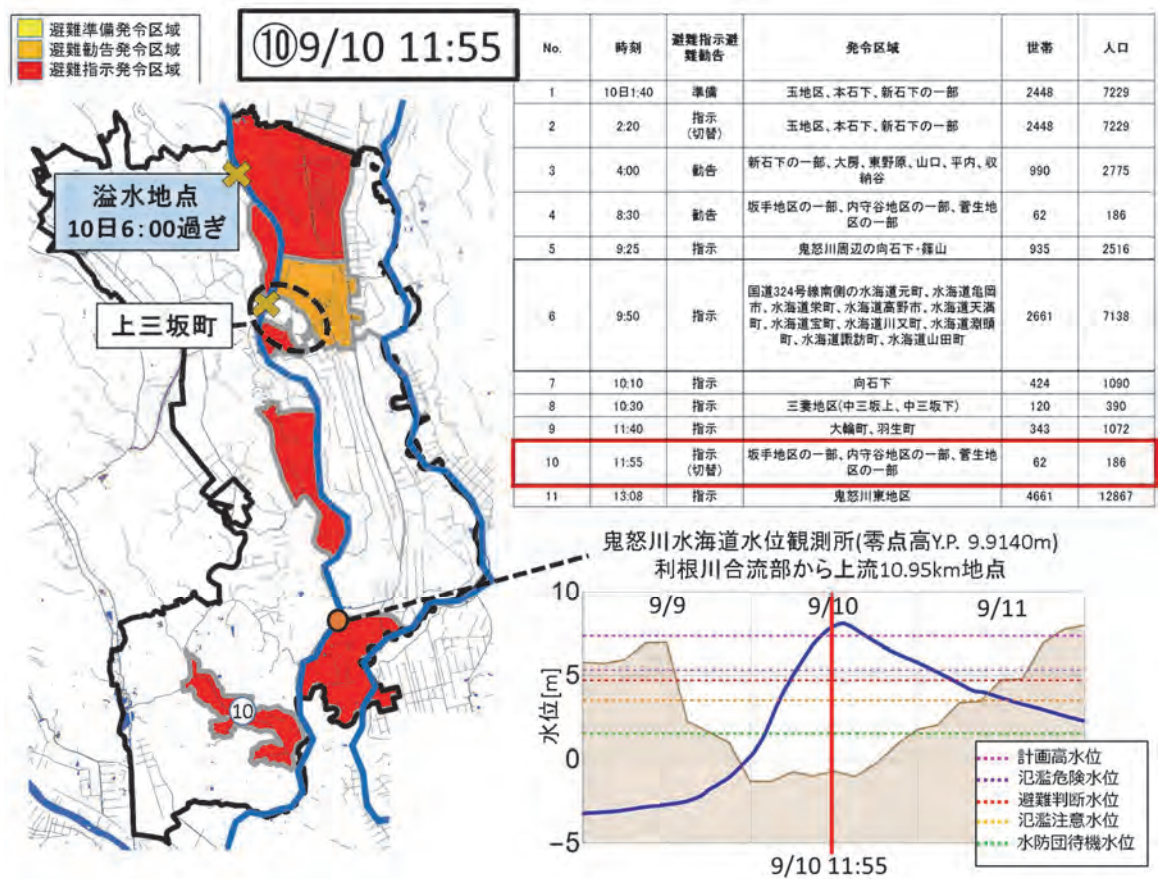 避難準備発令区域
避難勧告発令区域
避難指示発令区域
⑩9/10 11:55
溢水地点
10日6:00過ぎ
上三坂町
⑩
No. 時刻 避難指示避難勧告 発令区域 世帯 人口
1 10日1:40 準備 玉地区、本石下、新石下の一部 2448 7229
2 2:20 指示(切替) 玉地区、本石下、新石下の一部 2448 7229
3 4:00 勧告 新石下の一部、大房、東野原、山口、平内、収納谷 990 2775
4 8:30 勧告 坂手地区の一部、内守谷地区の一部、菅生地区の一部 62 186
5 9:25 指示 鬼怒川周辺の向石下・篠山 935 2516
6 9:50 指示 国道324号線南側の水海道元町、水海道亀岡市、水海道栄町、水海道高野市、水海道天満町、水海道宝町、水海道川又町、水海道淵頭町、水海道諏訪町、水海道山田町 2661 7138
7 10:10 指示 向石下 424 1090
8 10:30 指示 三妻地区(中三坂上、中三坂下) 120 390
9 11:40 指示 大輪町、羽生町 343 1072
10 11:55 指示(切替) 坂手地区の一部、内守谷地区の一部、菅生地区の一部 62 186
11 13:08 指示 鬼怒川東地区 4661 12867
鬼怒川水海道水位観測所(零点高Y.P. 9.9140m)
利根川合流部から上流10.95km地点
9/9 9/10 9/11
水位[m]
10
5
0
−5
計画高水位
氾濫危険水位
避難判断水位
氾濫注意水位
水防団待機水位
9/10 11:55